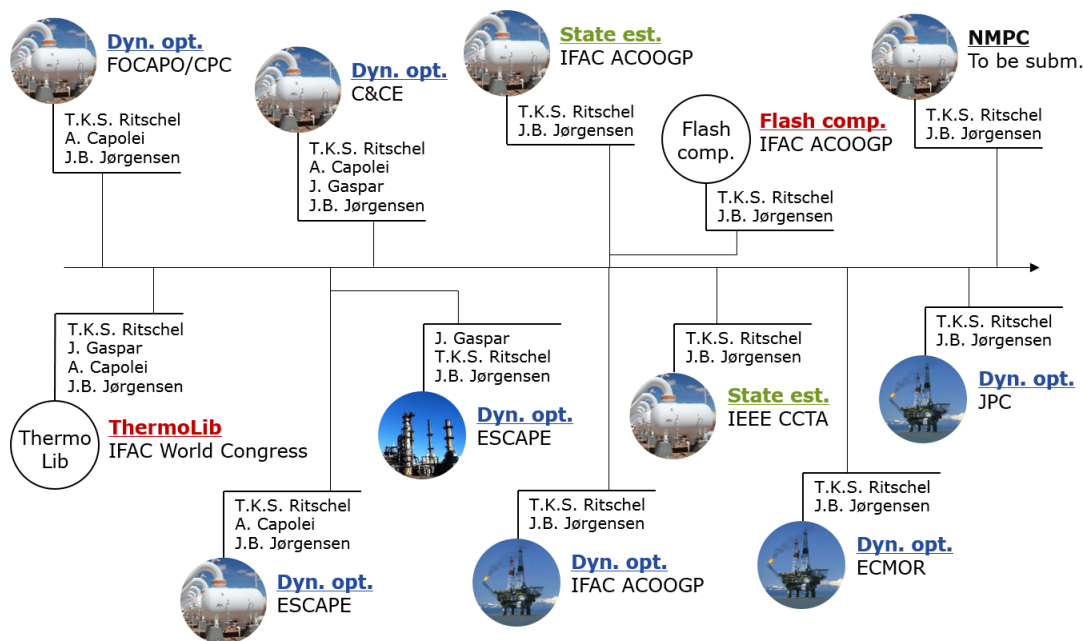 Dyn. opt.
FOCAPO/CPC
T.K.S. Ritschel
A. Capolei
J.B. Jørgensen
Dyn. opt.
C&CE
T.K.S. Ritschel
A. Capolei
J. Gaspar
J.B. Jørgensen
State est.
IFAC ACOOGP
T.K.S. Ritschel
J.B. Jørgensen
Flash
comp.
Flash comp.
IFAC ACOOGP
T.K.S. Ritschel
J.B. Jørgensen
NMPC
To be subm.
T.K.S. Ritschel
J.B. Jørgensen
T.K.S. Ritschel
J. Gaspar
A. Capolei
J.B. Jørgensen
Thermo
Lib
ThermoLib
IFAC World Congress
T.K.S. Ritschel
A. Capolei
J.B. Jørgensen
Dyn. opt.
ESCAPE
J. Gaspar
T.K.S. Ritschel
J.B. Jørgensen
Dyn. opt.
ESCAPE
T.K.S. Ritschel
J.B. Jørgensen
Dyn. opt.
IFAC ACOOGP
T.K.S. Ritschel
J.B. Jørgensen
State est.
IEEE CCTA
T.K.S. Ritschel
J.B. Jørgensen
Dyn. opt.
ECMOR
T.K.S. Ritschel
J.B. Jørgensen
Dyn. opt.
JPC